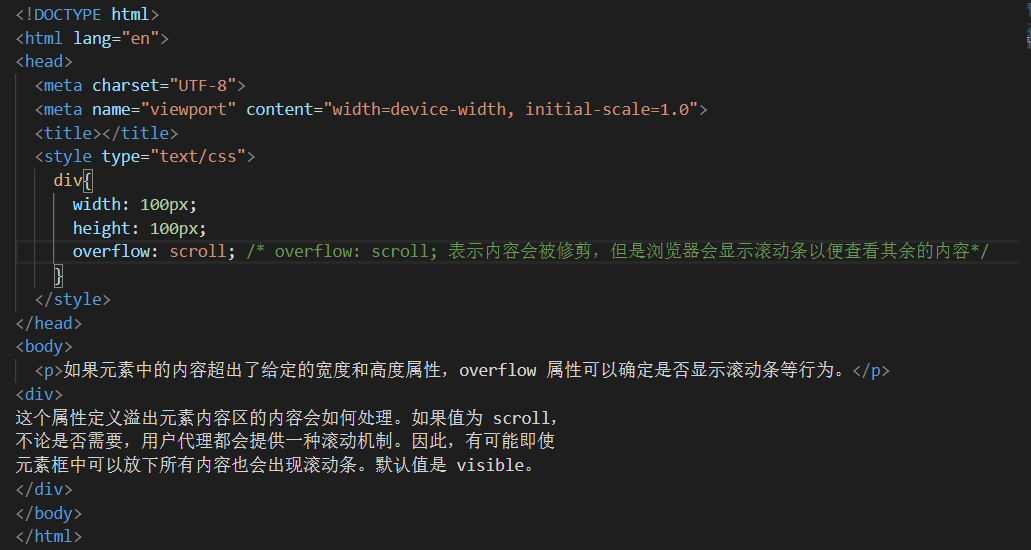 <!DOCTYPE html>
<html lang="en">
<head>
  <meta charset="UTF-8">
  <meta name="viewport" content="width=device-width, initial-scale=1.0">
  <title></title>
  <style type="text/css">
    div{
      width: 100px;
      height: 100px;
      overflow: scroll; /* overflow: scroll; 表示内容会被修剪，但是浏览器会显示滚动条以便查看其余的内容*/
    }
  </style>
</head>
<body>
  <p>如果元素中的内容超出了给定的宽度和高度属性，overflow 属性可以确定是否显示滚动条等行为。</p>
<div>
这个属性定义溢出元素内容区的内容会如何处理。如果值为 scroll，
不论是否需要，用户代理都会提供一种滚动机制。因此，有可能即使
元素框中可以放下所有内容也会出现滚动条。默认值是 visible。
</div>
</body>
</html>